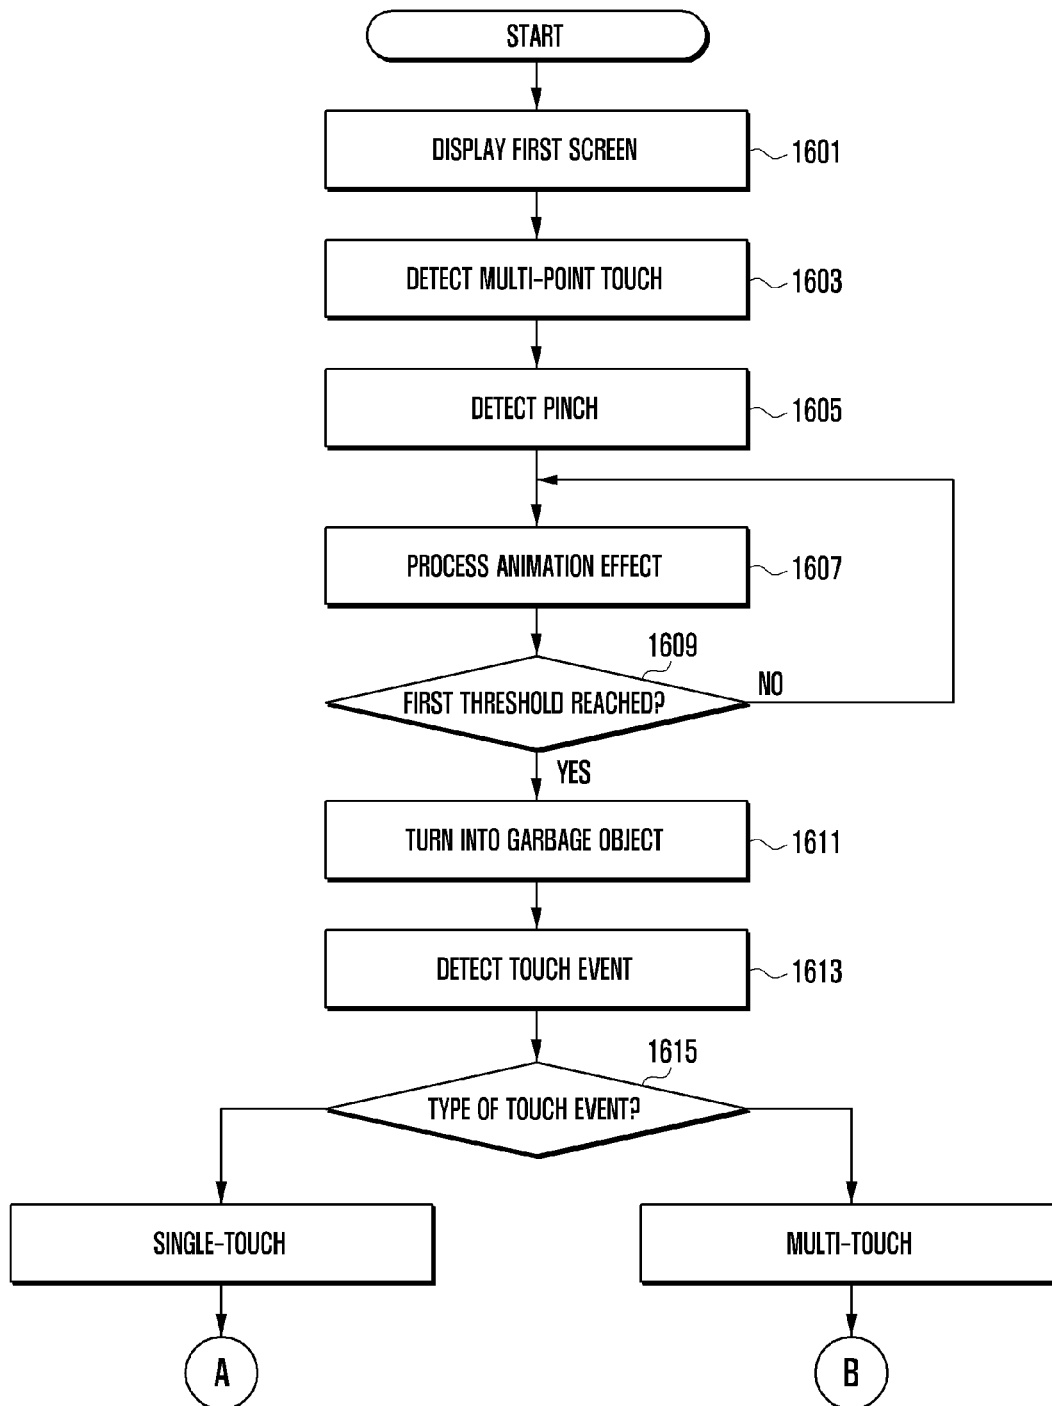 START
DISPLAY FIRST SCREEN
1601
DETECT MULTI-POINT TOUCH
1603
DETECT PINCH
1605
PROCESS ANIMATION EFFECT
1607
1609
FIRST THRESHOLD REACHED?
NO
YES
TURN INTO GARBAGE OBJECT
1611
DETECT TOUCH EVENT
1613
1615
TYPE OF TOUCH EVENT?
SINGLE-TOUCH
MULTI-TOUCH
A
B